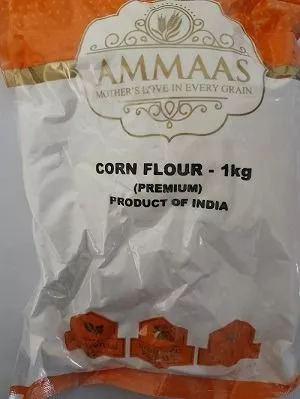 AMMAAS
MOTHER'S LOVE IN EVERY GRAIN
CORN FLOUR - 1kg
(PREMIUM)
PRODUCT OF INDIA